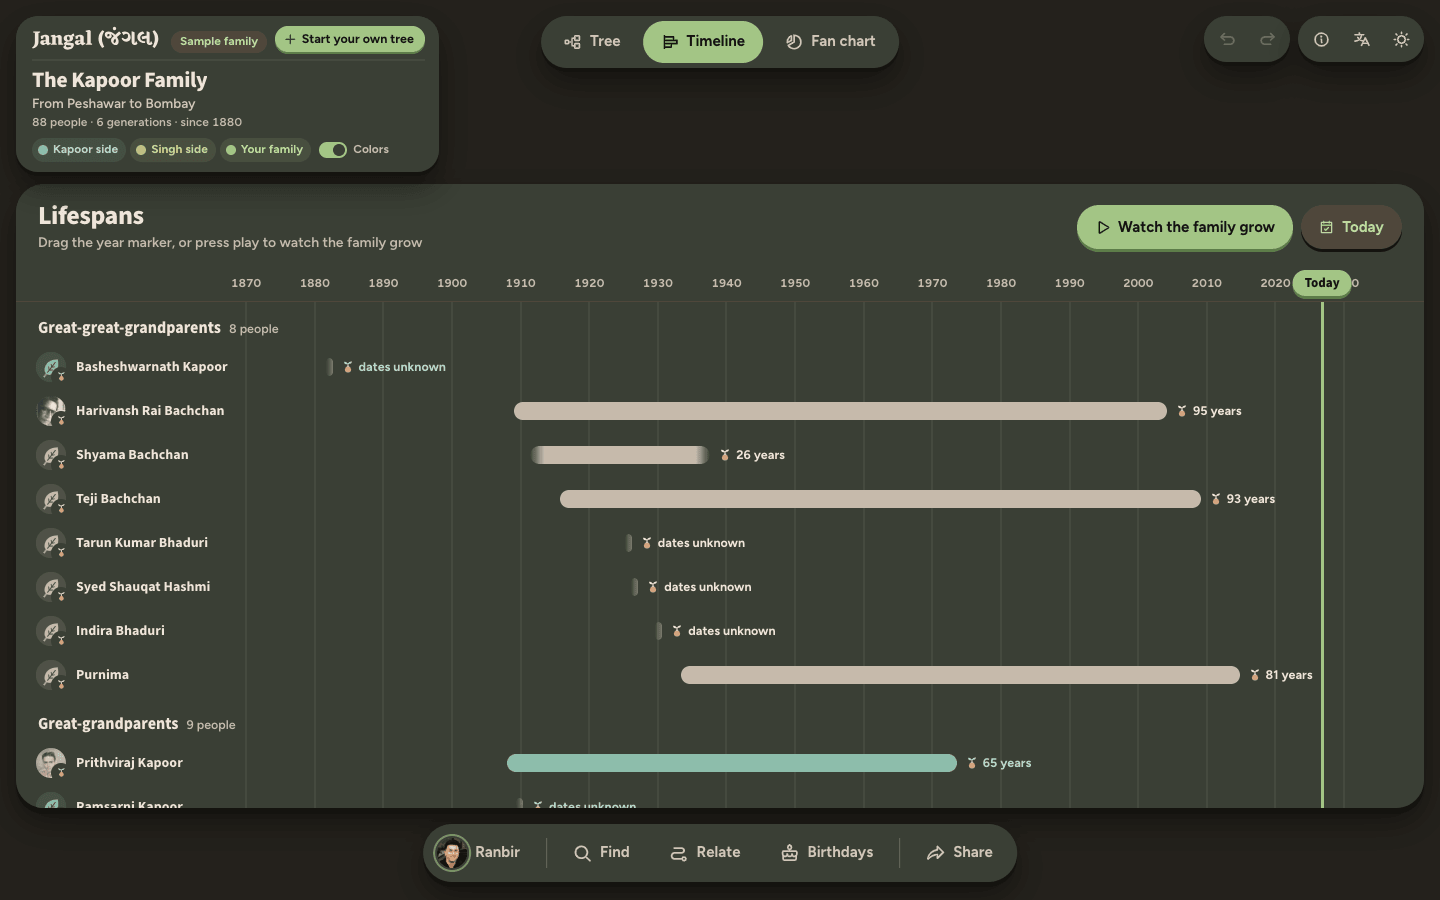 Jangal (જંગલ)
Sample family
Start your own tree
The Kapoor Family
From Peshawar to Bombay
88 people · 6 generations · since 1880
Kapoor side
Singh side
Your family
Colors
Tree
Timeline
Fan chart
Lifespans
Drag the year marker, or press play to watch the family grow
Watch the family grow
Today
1870 1880 1890 1900 1910 1920 1930 1940 1950 1960 1970 1980 1990 2000 2010 2020 Today 0
Great-great-grandparents 8 people
Basheshwarnath Kapoor dates unknown
Harivansh Rai Bachchan 95 years
Shyama Bachchan 26 years
Teji Bachchan 93 years
Tarun Kumar Bhaduri dates unknown
Syed Shauqat Hashmi dates unknown
Indira Bhaduri dates unknown
Purnima 81 years
Great-grandparents 9 people
Prithviraj Kapoor 65 years
Ramsarni Kapoor dates unknown
Ranbir
Find
Relate
Birthdays
Share